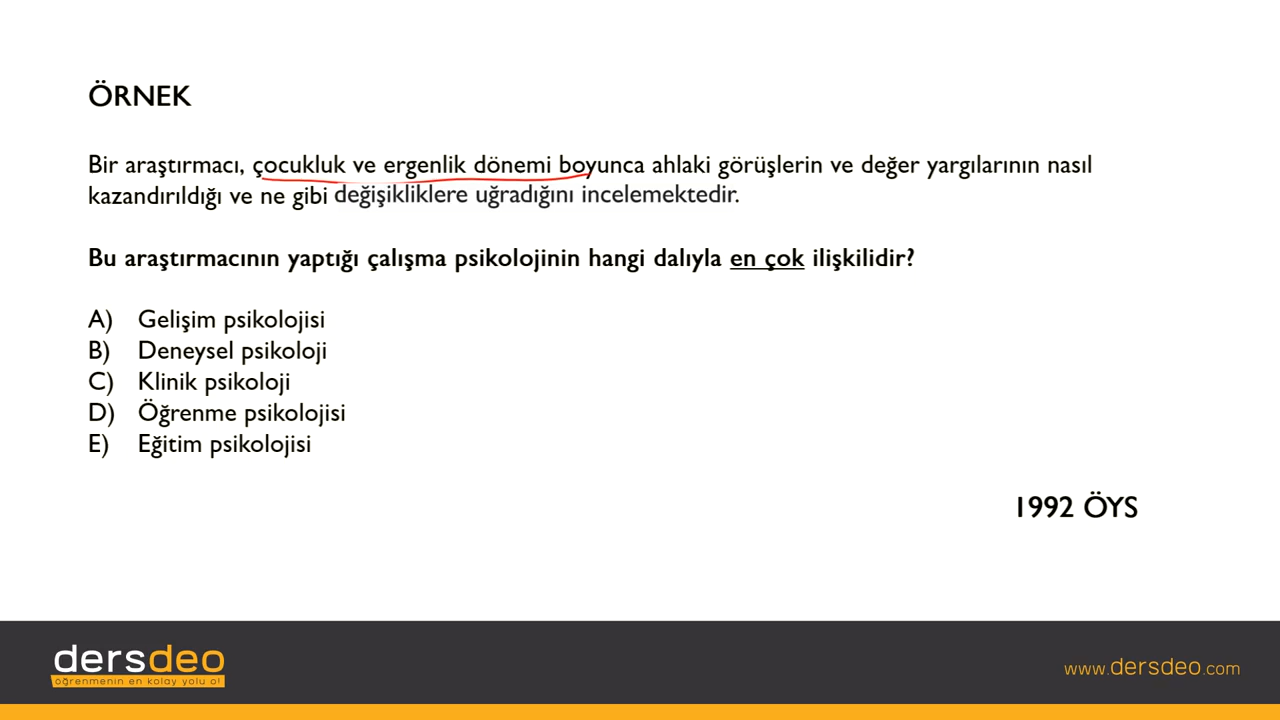 ÖRNEK
Bir araştırmacı, çocukluk ve ergenlik dönemi boyunca ahlaki görüşlerin ve değer yargılarının nasıl
kazandırıldığı ve ne gibi değişikliklere uğradığını incelemektedir.
Bu araştırmacının yaptığı çalışma psikolojinin hangi dalıyla en çok ilişkilidir?
A) Gelişim psikolojisi
B) Deneysel psikoloji
C) Klinik psikoloji
D) Öğrenme psikolojisi
E) Eğitim psikolojisi
1992 ÖYS
dersdeo
öğrenmenin en kolay yolu o!
www.dersdeo.com